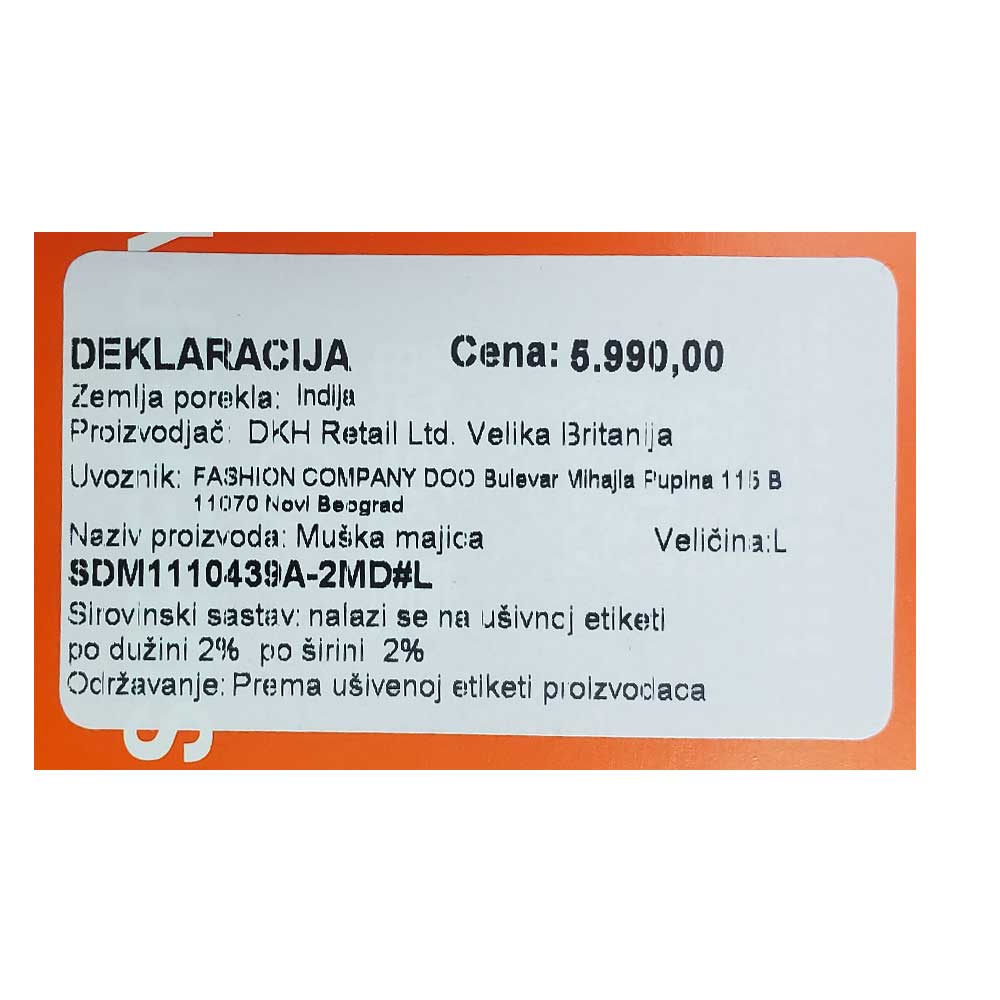 DEKLARACIJA Cena: 5.990,00
Zemlja porekla: Indija
Proizvodjač: DKH Retail Ltd. Velika Britanija
Uvoznik: FASHION COMPANY DOO Bulevar Mihajla Pupina 115 B
11070 Novi Beograd
Naziv proizvoda: Muška majica Veličina:L
SDM1110439A-2MD#L
Sirovinski sastav: nalazi se na ušivnoj etiketi
po dužini 2% po širini 2%
Održavanje: Prema ušivenoj etiketi proizvođaca